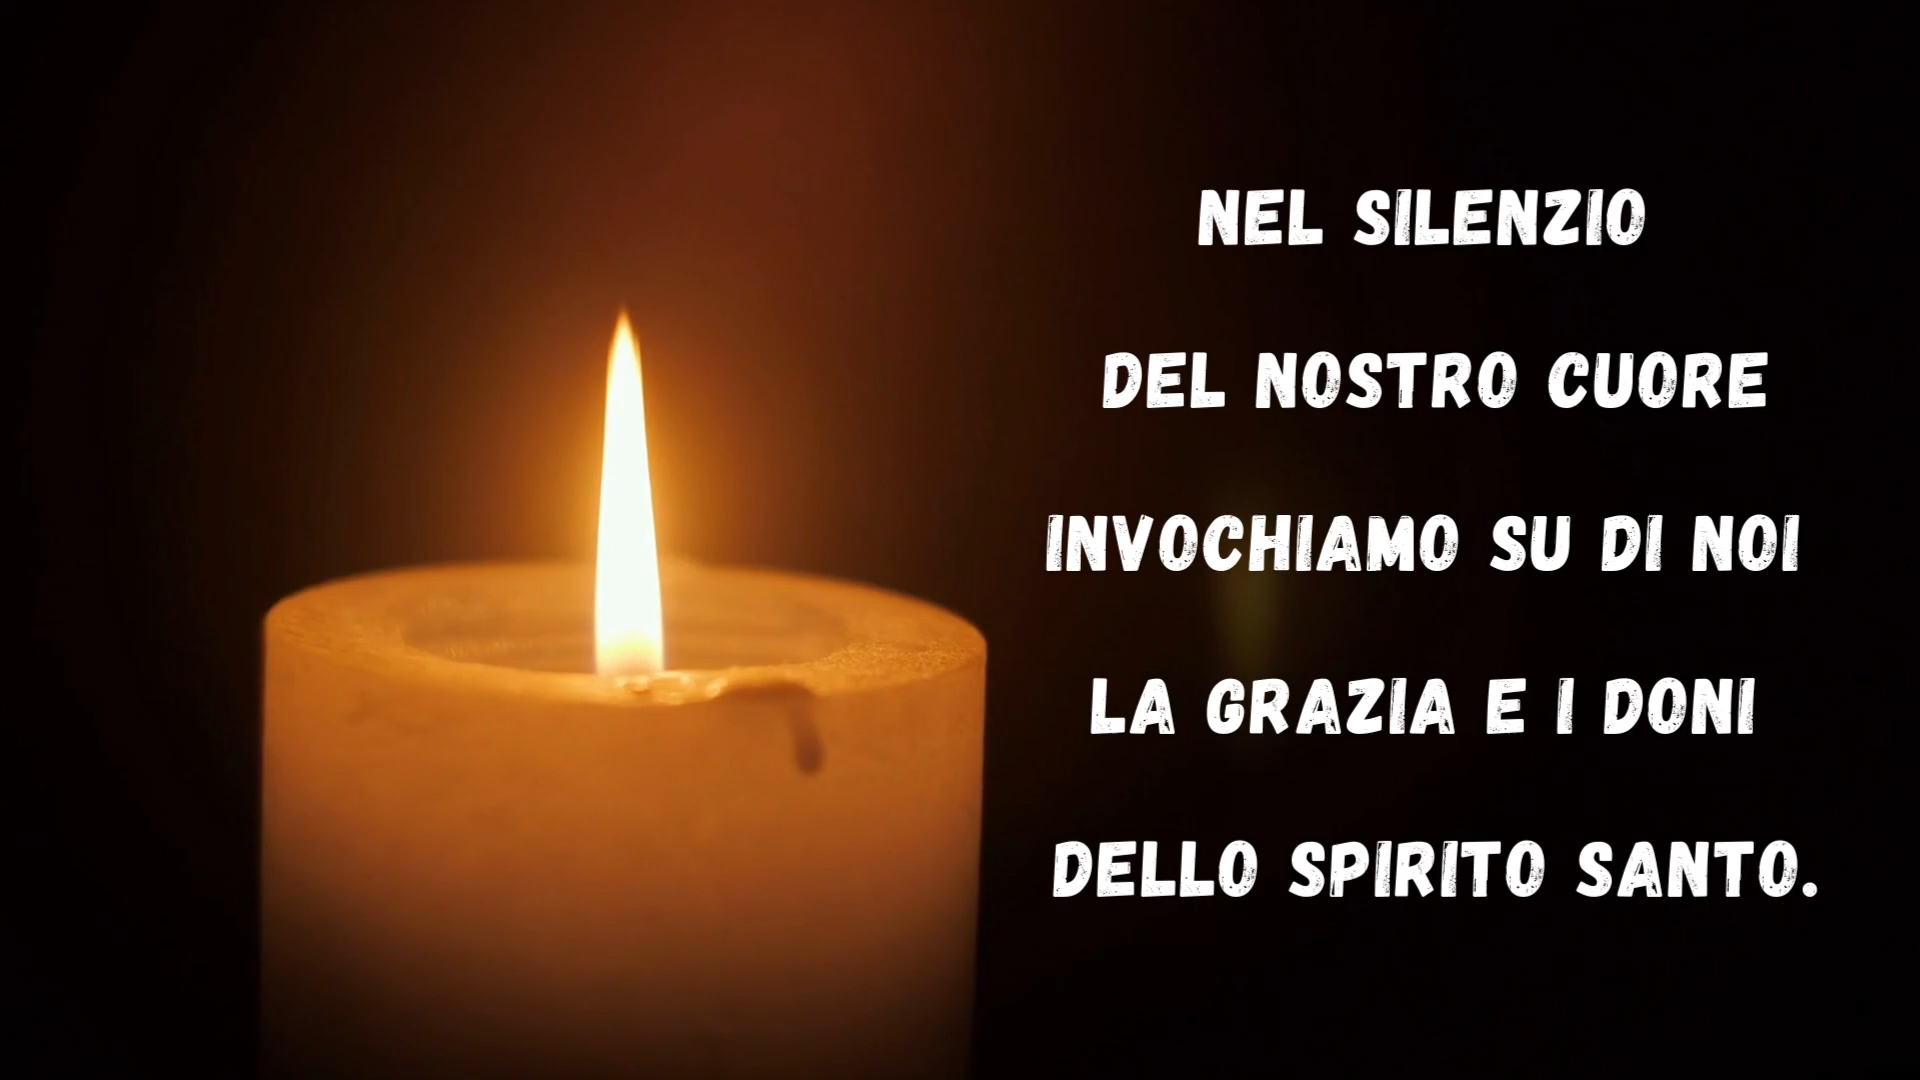 NEL SILENZIO
DEL NOSTRO CUORE
INVOCHIAMO SU DI NOI
LA GRAZIA E I DONI
DELLO SPIRITO SANTO.